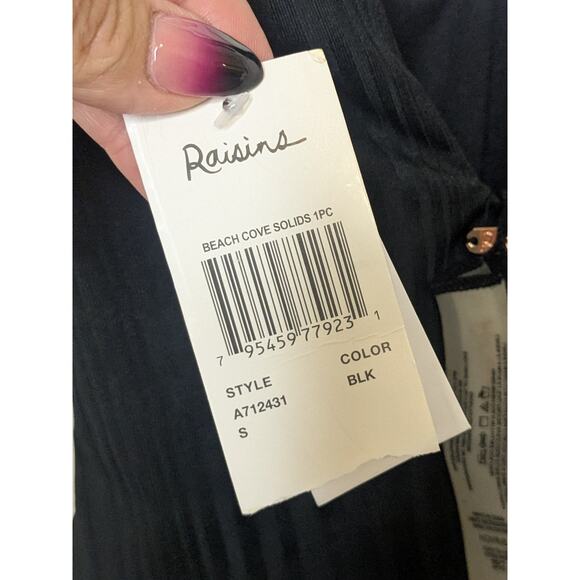 Raisins
BEACH COVE SOLIDS 1PC
7 95459 77923 1
STYLE COLOR
A712431 BLK
S